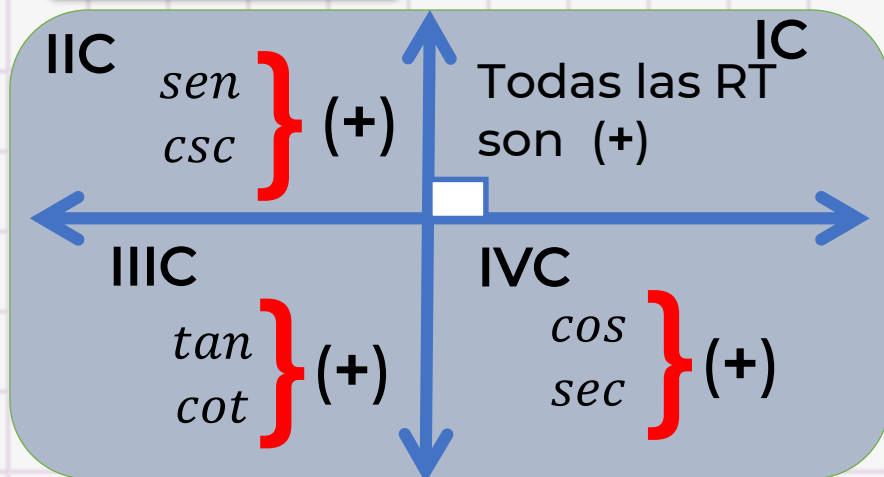 IIC
sen
csc
(+)
IC
Todas las RT
son (+)
IIIC
tan
cot
(+)
IVC
cos
sec
(+)